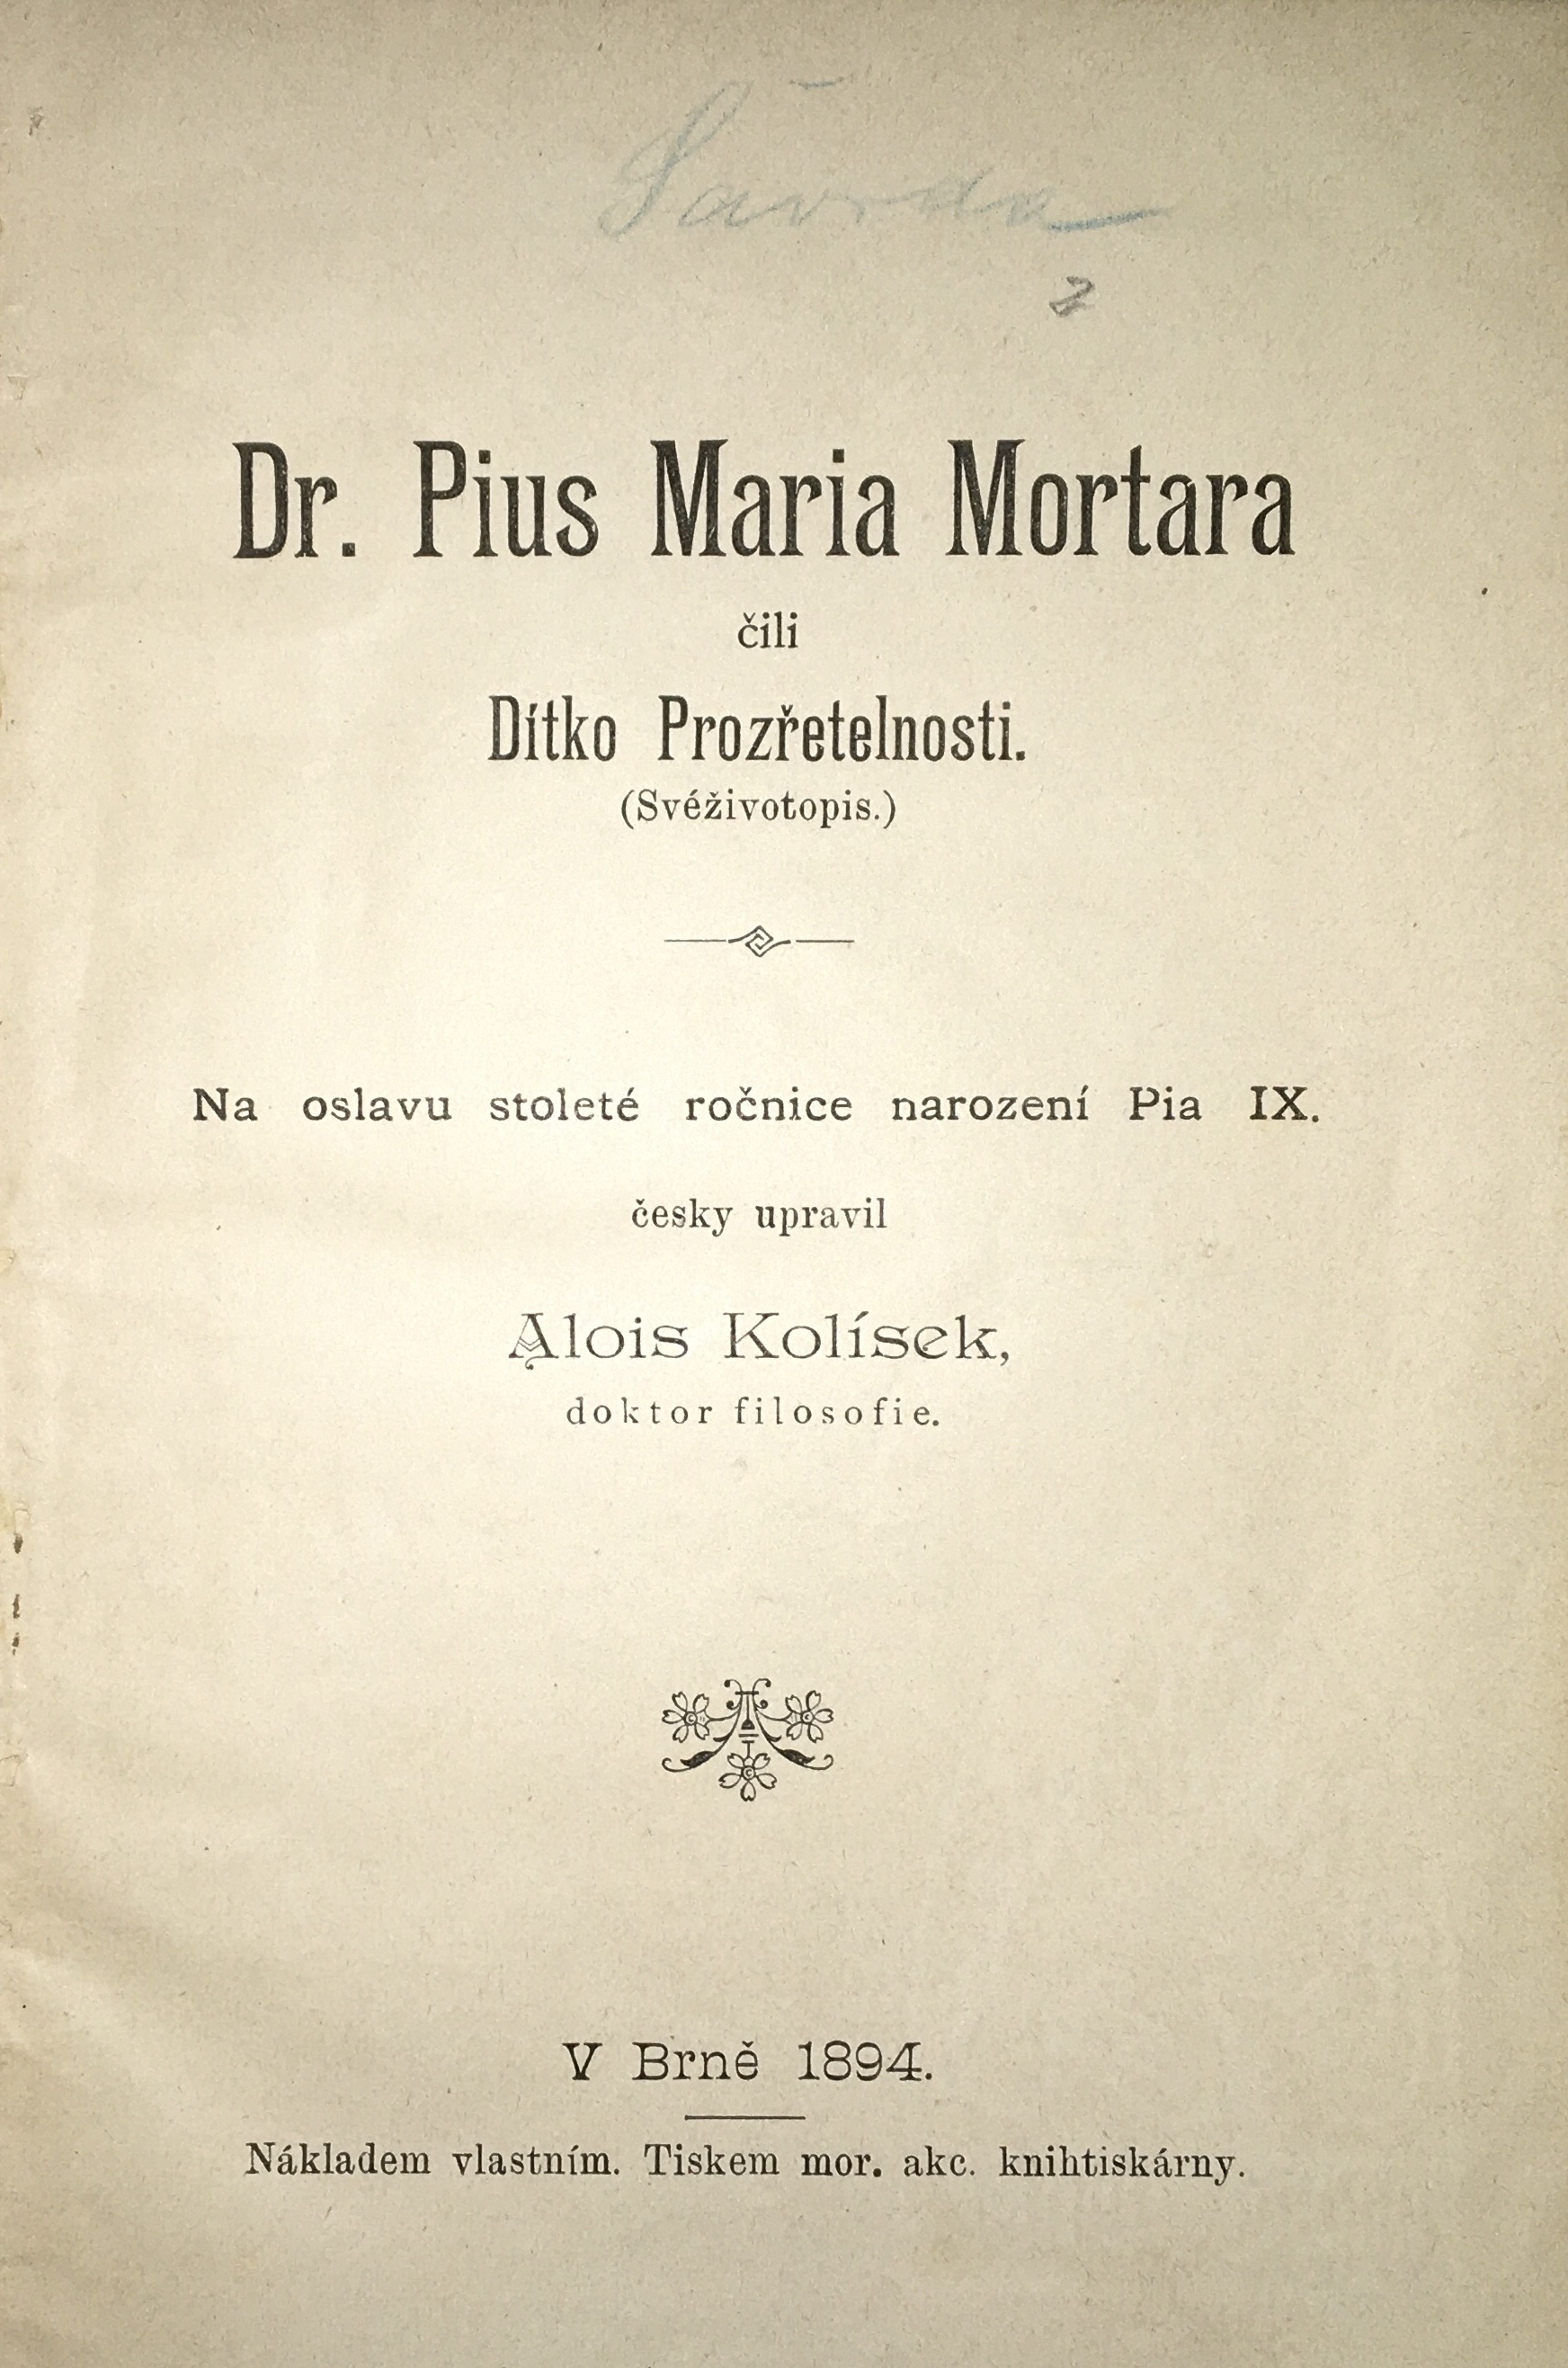 Dr. Pius Maria Mortara
čili
Dítko Prozřetelnosti.
(Svéživotopis.)
Na oslavu stoleté ročnice narození Pia IX.
česky upravil
Alois Kolísek,
doktor filosofie.
V Brně 1894.
Nákladem vlastním. Tiskem mor. akc. knihtiskárny.